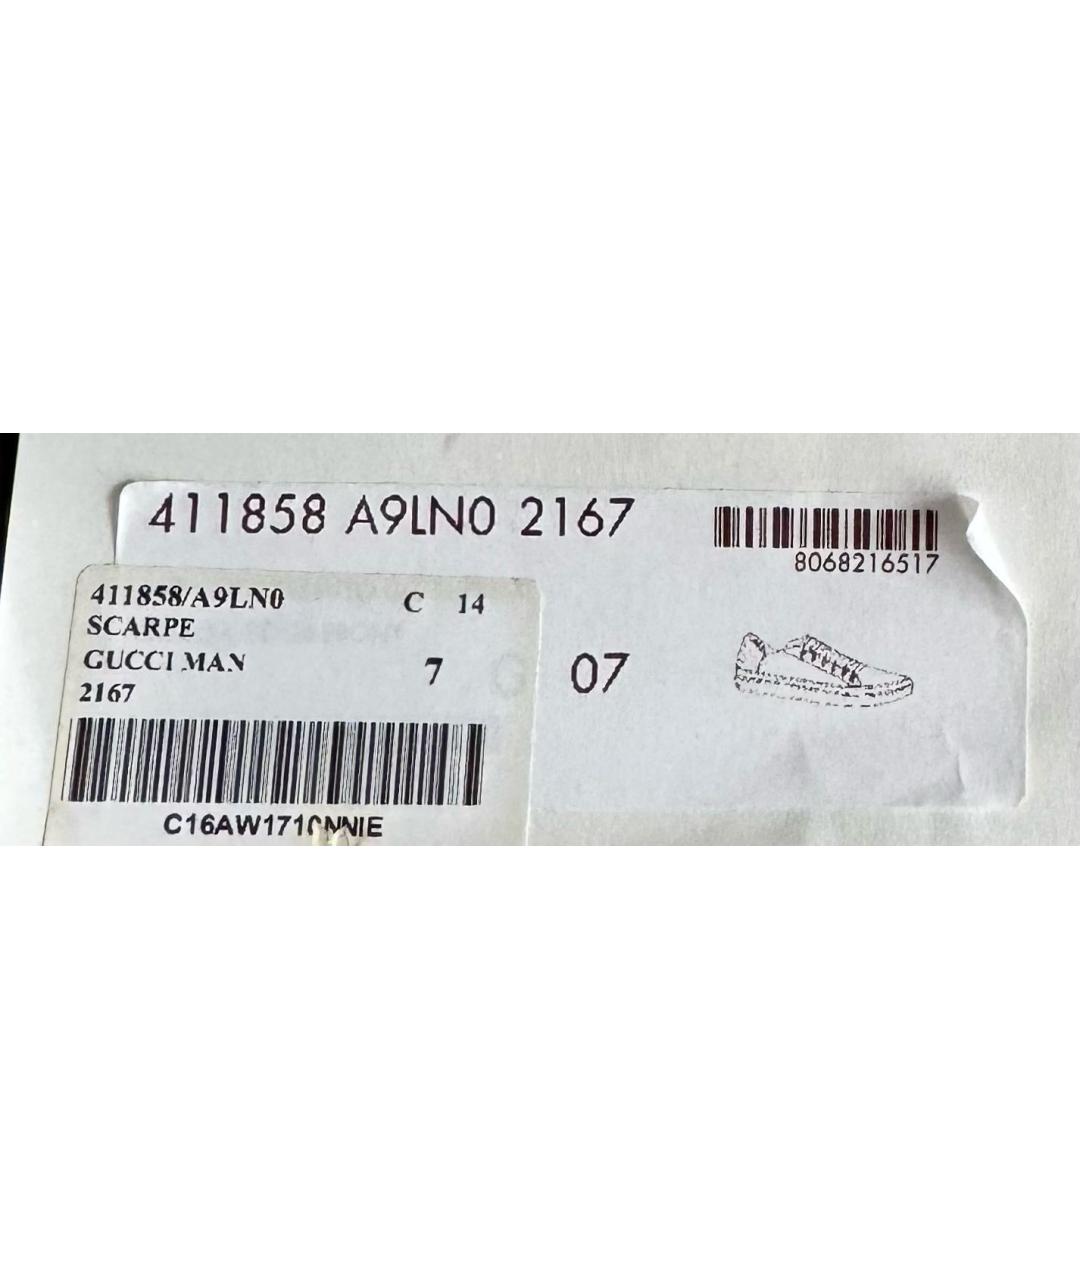 411858 A9LN0 2167
8068216517
411858/A9LN0 C 14
SCARPE
GUCCI MAN 7
2167
07